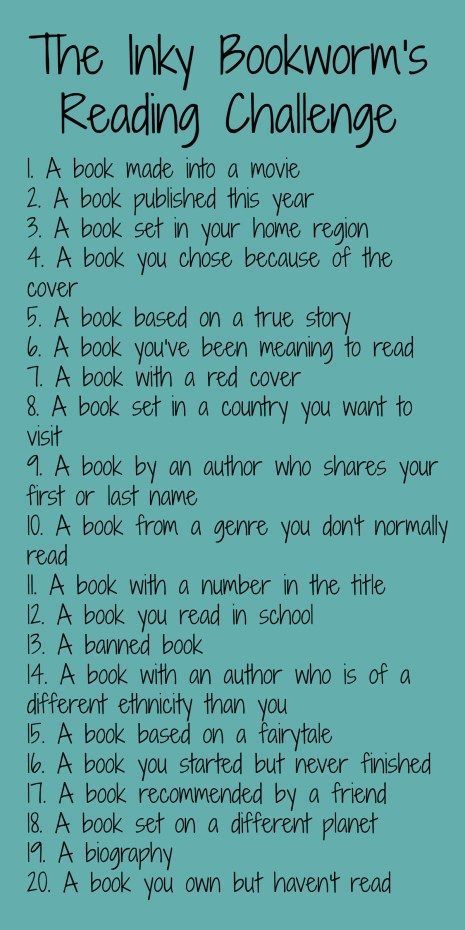 The Inky Bookworm's
Reading Challenge
1. A book made into a movie
2. A book published this year
3. A book set in your home region
4. A book you chose because of the
cover
5. A book based on a true story
6. A book you've been meaning to read
7. A book with a red cover
8. A book set in a country you want to
visit
9. A book by an author who shares your
first or last name
10. A book from a genre you don't normally
read
11. A book with a number in the title
12. A book you read in school
13. A banned book
14. A book with an author who is of a
different ethnicity than you
15. A book based on a fairytale
16. A book you started but never finished
17. A book recommended by a friend
18. A book set on a different planet
19. A biography
20. A book you own but haven't read